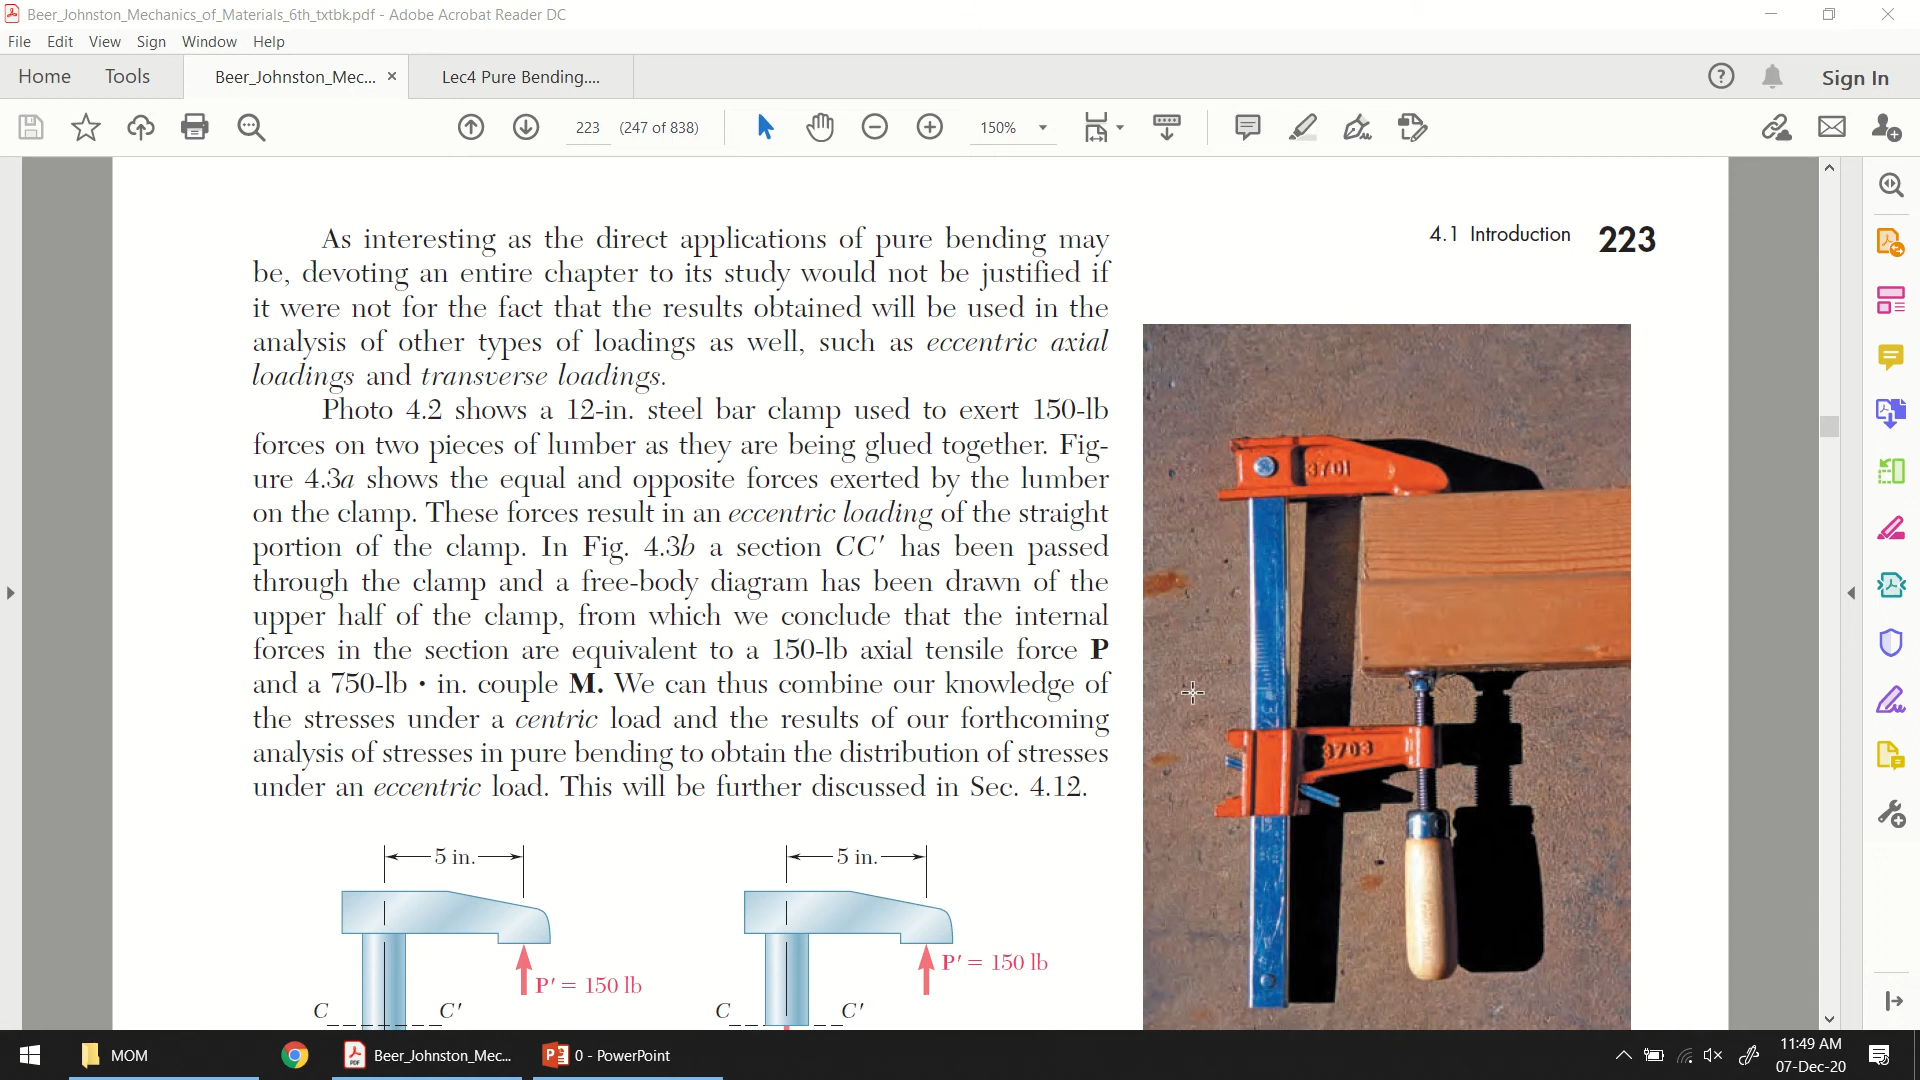 Beer_Johnston_Mechanics_of_Materials_6th_txtbk.pdf - Adobe Acrobat Reader DC
File Edit View Sign Window Help
Home Tools Beer_Johnston_Mec... × Lec4 Pure Bending.... Sign In
223 (247 of 838) 150%
4.1 Introduction 223
As interesting as the direct applications of pure bending may
be, devoting an entire chapter to its study would not be justified if
it were not for the fact that the results obtained will be used in the
analysis of other types of loadings as well, such as eccentric axial
loadings and transverse loadings.
Photo 4.2 shows a 12-in. steel bar clamp used to exert 150-lb
forces on two pieces of lumber as they are being glued together. Fig-
ure 4.3a shows the equal and opposite forces exerted by the lumber
on the clamp. These forces result in an eccentric loading of the straight
portion of the clamp. In Fig. 4.3b a section CC′ has been passed
through the clamp and a free-body diagram has been drawn of the
upper half of the clamp, from which we conclude that the internal
forces in the section are equivalent to a 150-lb axial tensile force P
and a 750-lb · in. couple M. We can thus combine our knowledge of
the stresses under a centric load and the results of our forthcoming
analysis of stresses in pure bending to obtain the distribution of stresses
under an eccentric load. This will be further discussed in Sec. 4.12.
5 in. 5 in.
P′ = 150 lb P′ = 150 lb
C C′ C C′
3701
3703
MOM Beer_Johnston_Mec... 0 - PowerPoint
11:49 AM
07-Dec-20